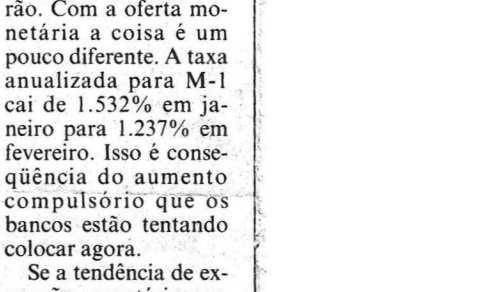 rão. Com a oferta mo-
netária a coisa é um
pouco diferente. A taxa
anualizada para M-1
cai de 1.532% em ja-
neiro para 1.237% em
fevereiro. Isso é conse-
qüência do aumento
compulsório que os
bancos estão tentando
colocar agora.
Se a tendência de ex-